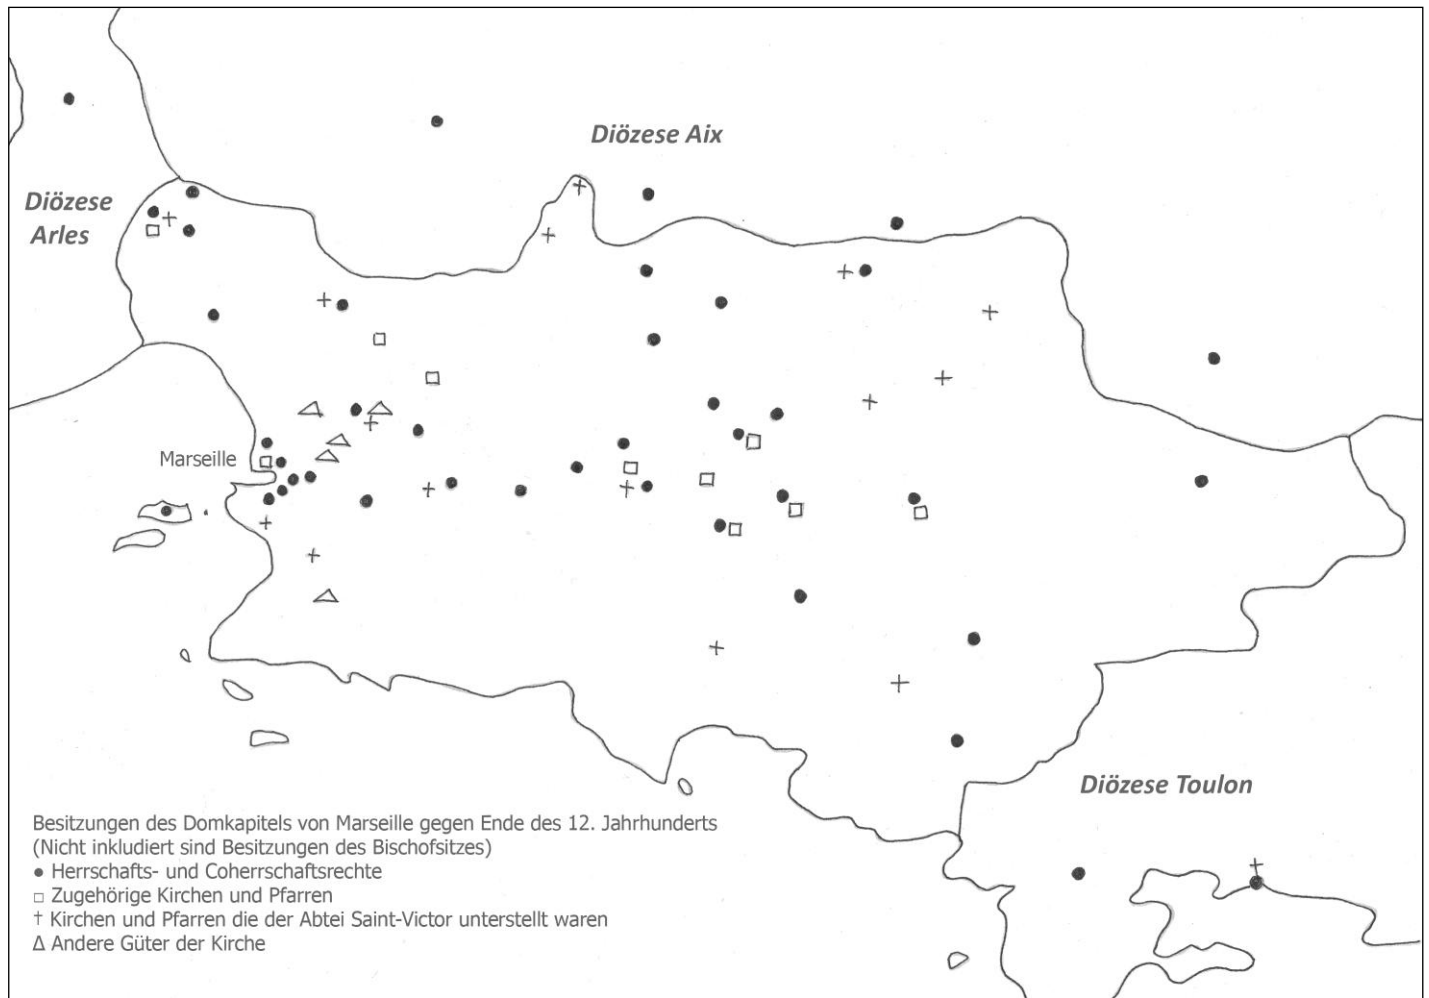 Diözese Aix
Diözese
Arles
Marseille
Diözese Toulon
Besitzungen des Domkapitels von Marseille gegen Ende des 12. Jahrhunderts
(Nicht inkludiert sind Besitzungen des Bischofsitzes)
● Herrschafts- und Coherrschaftsrechte
□ Zugehörige Kirchen und Pfarren
† Kirchen und Pfarren die der Abtei Saint-Victor unterstellt waren
Δ Andere Güter der Kirche